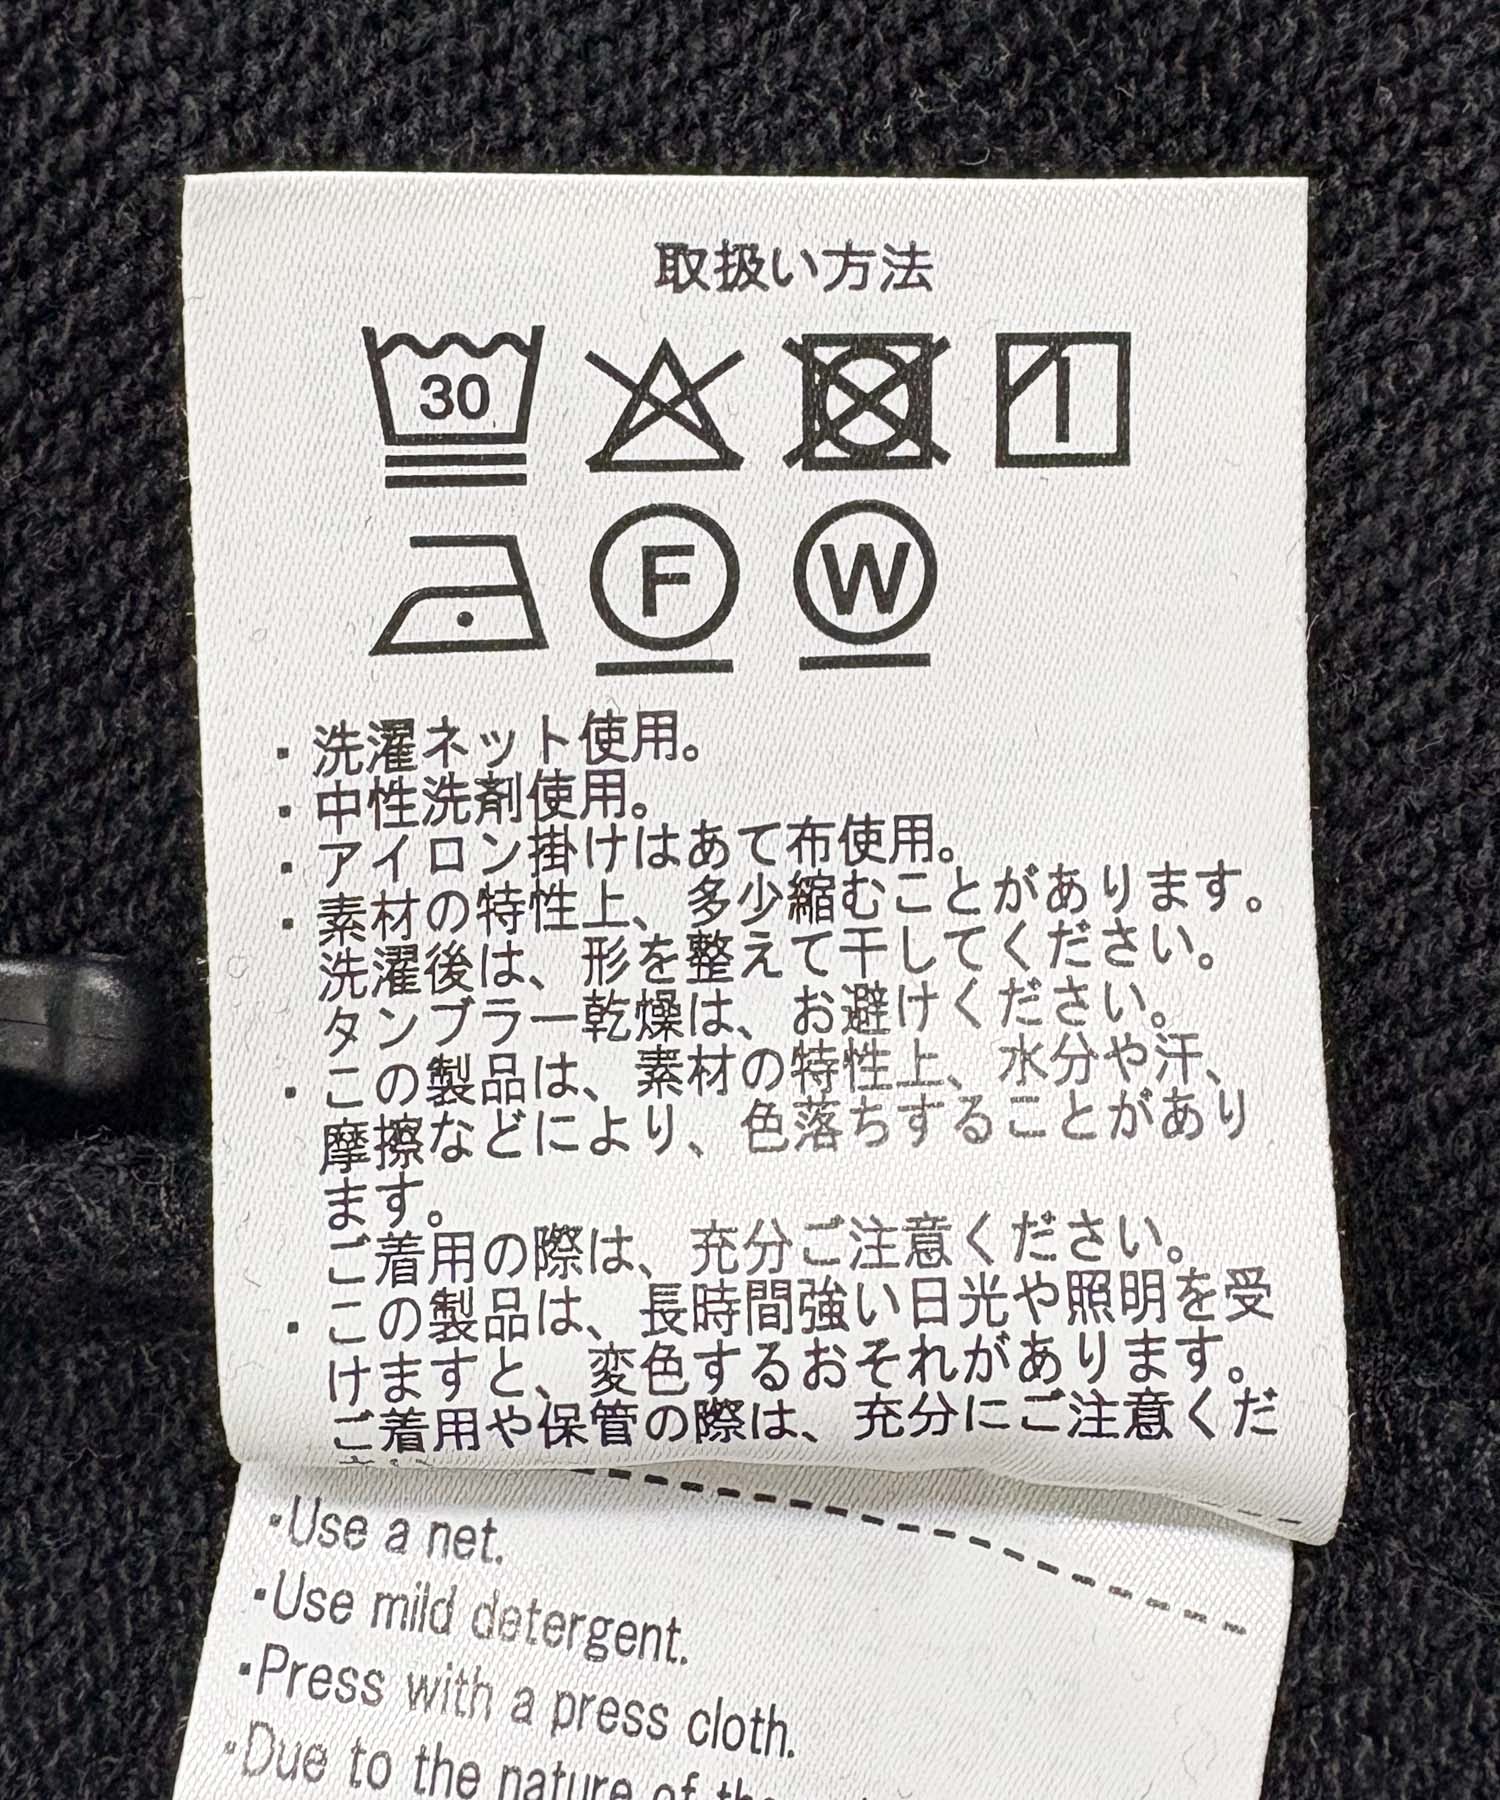 取扱い方法
30
F W
・洗濯ネット使用。
・中性洗剤使用。
・アイロン掛けはあて布使用。
・素材の特性上、多少縮むことがあります。
洗濯後は、形を整えて干してください。
タンブラー乾燥は、お避けください。
・この製品は、素材の特性上、水分や汗、
摩擦などにより、色落ちすることがあり
ます。
ご着用の際は、充分ご注意ください。
・この製品は、長時間強い日光や照明を受
けますと、変色するおそれがあります。
ご着用や保管の際は、充分にご注意くだ
・Use a net.
・Use mild detergent.
・Press with a press cloth.
・Due to the nature of